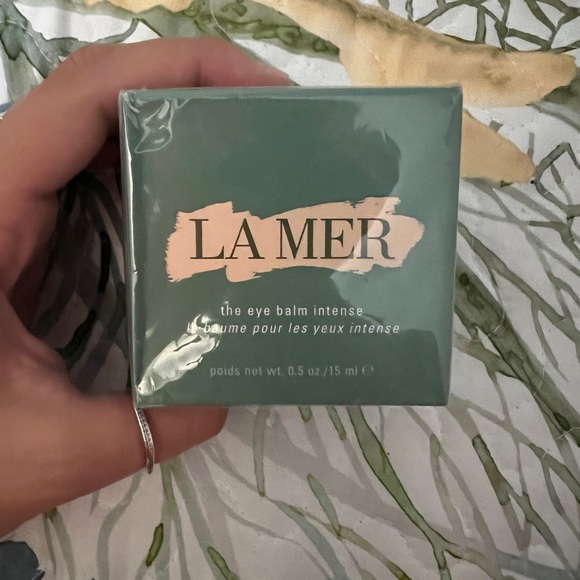 LA MER
the eye balm intense
le baume pour les yeux intense
poids net wt. 0.5 oz /15 ml ℮